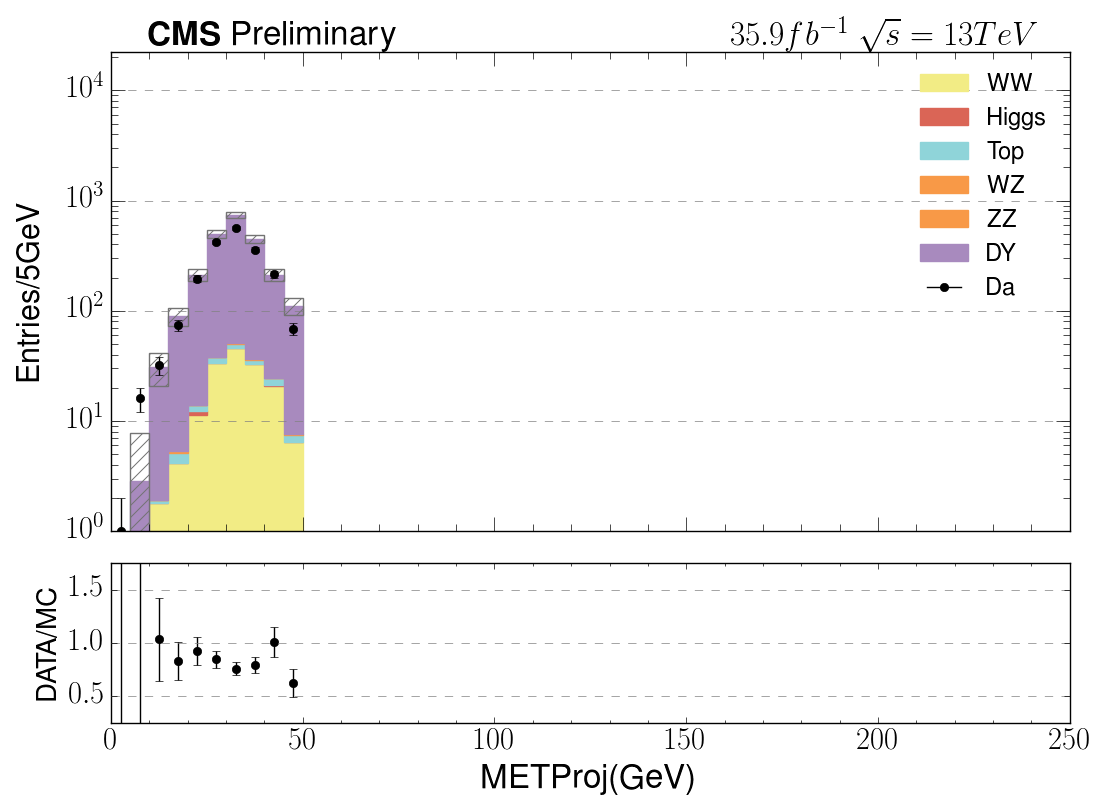 CMS Preliminary 35.9fb⁻¹ √s = 13TeV
Entries/5GeV
10⁴
10³
10²
10¹
10⁰
WW
Higgs
Top
WZ
ZZ
DY
Da
DATA/MC
1.5
1.0
0.5
0 50 100 150 200 250
METProj(GeV)